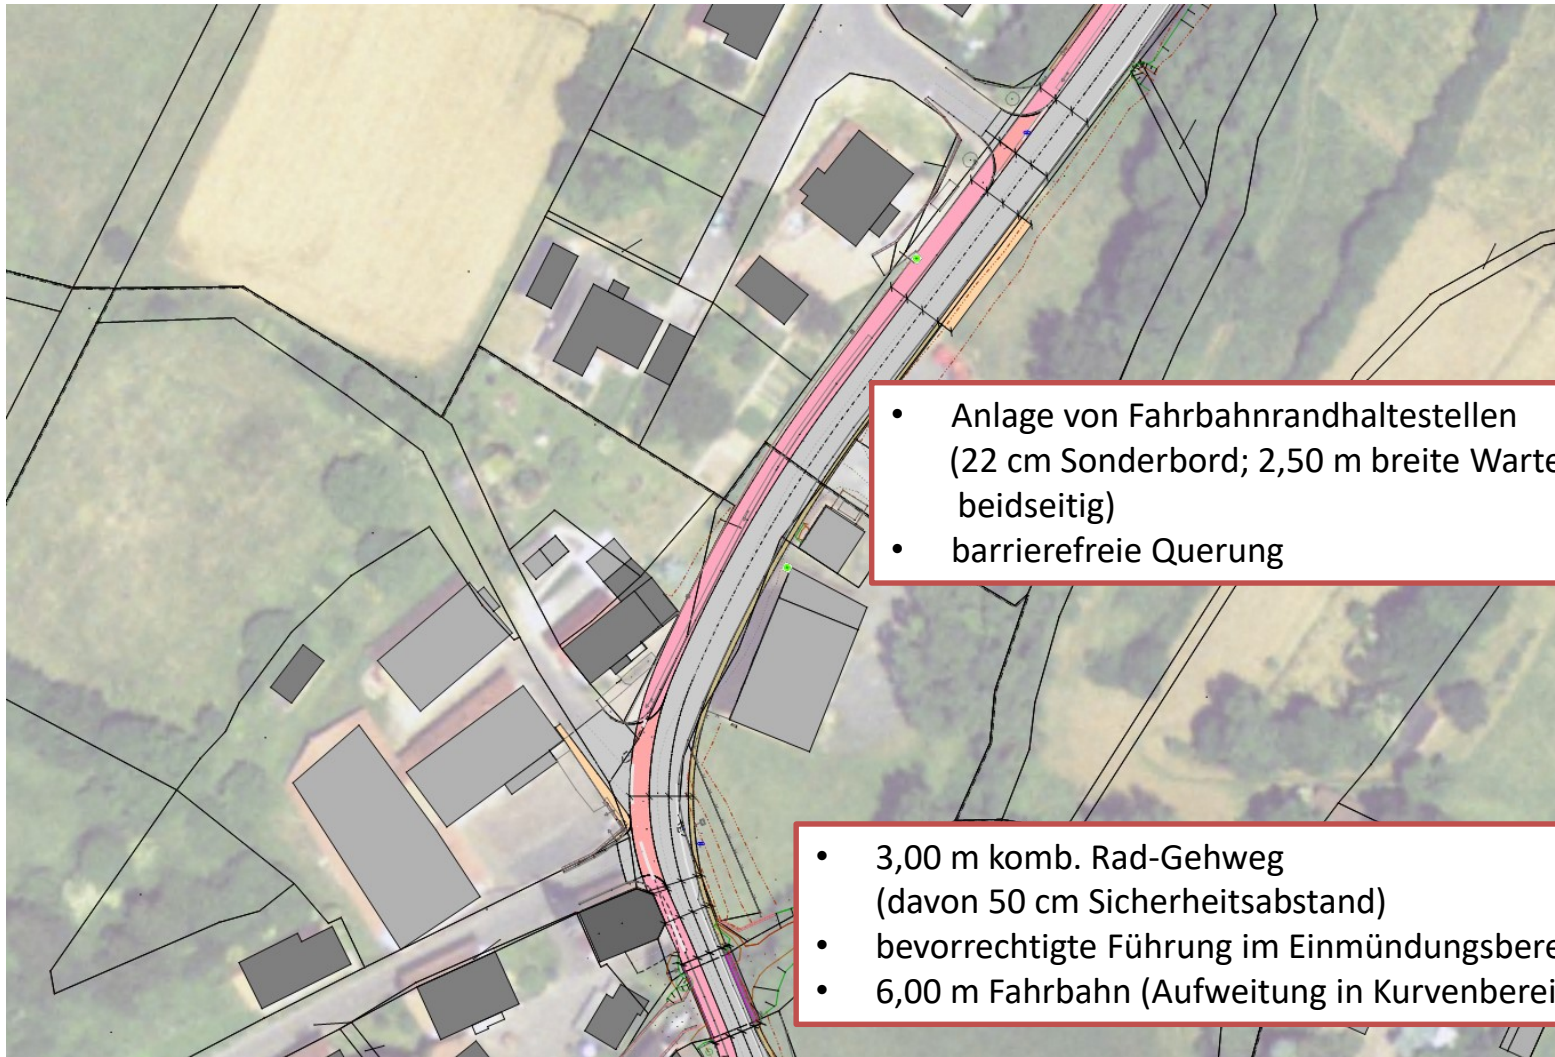 • Anlage von Fahrbahnrandhaltestellen
(22 cm Sonderbord; 2,50 m breite Warte
beidseitig)
• barrierefreie Querung
• 3,00 m komb. Rad-Gehweg
(davon 50 cm Sicherheitsabstand)
• bevorrechtigte Führung im Einmündungsbere
• 6,00 m Fahrbahn (Aufweitung in Kurvenberei